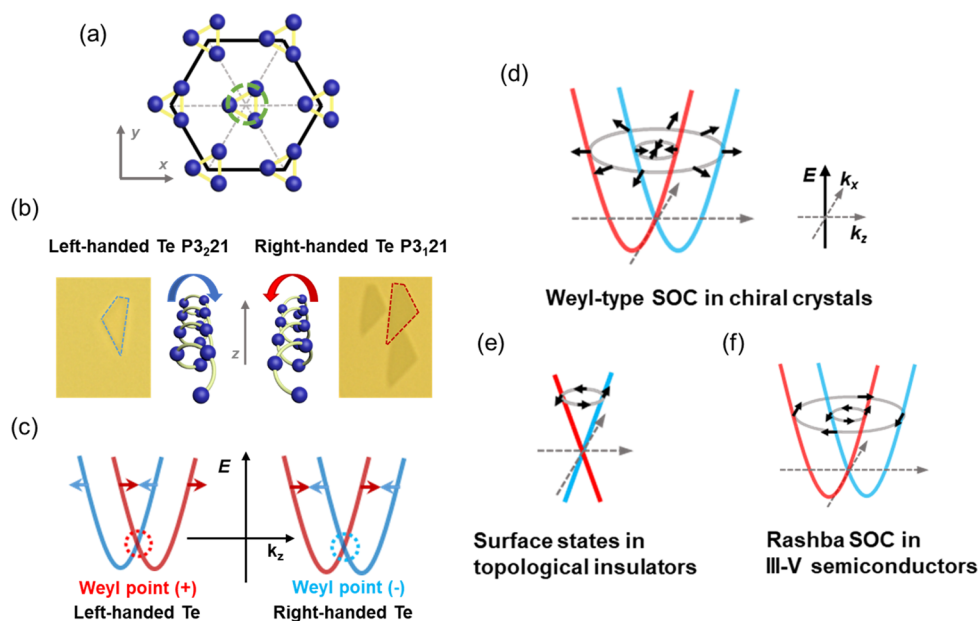 (a)
y
x
(b)
Left-handed Te P3₂21
Right-handed Te P3₁21
z
(c)
E
k_z
Weyl point (+)
Left-handed Te
Weyl point (-)
Right-handed Te
(d)
E
k_x
k_z
Weyl-type SOC in chiral crystals
(e)
Surface states in
topological insulators
(f)
Rashba SOC in
III-V semiconductors